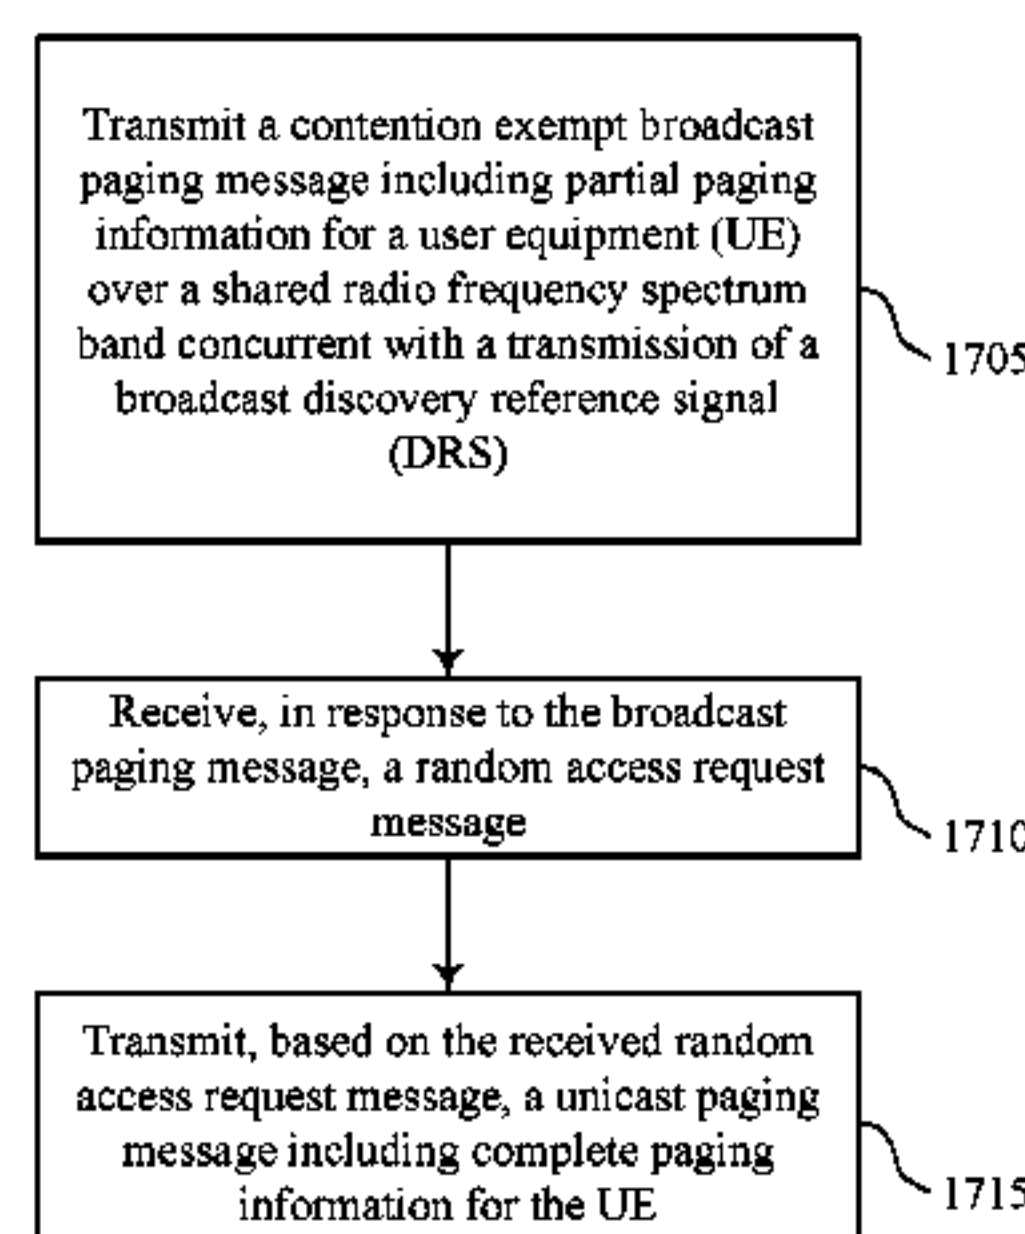 Transmit a contention exempt broadcast
paging message including partial paging
information for a user equipment (UE)
over a shared radio frequency spectrum
band concurrent with a transmission of a
broadcast discovery reference signal
(DRS)
1705
Receive, in response to the broadcast
paging message, a random access request
message
1710
Transmit, based on the received random
access request message, a unicast paging
message including complete paging
information for the UE
1715